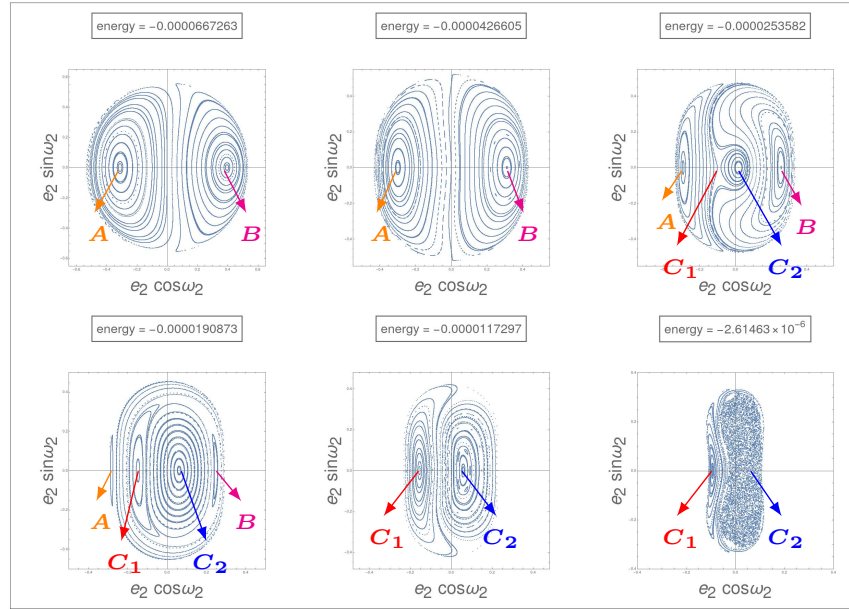 energy = −0.0000667263
energy = −0.0000426605
energy = −0.0000253582
e₂ sinω₂
e₂ sinω₂
e₂ sinω₂
A
B
A
B
A
B
C₁
C₂
e₂ cosω₂
e₂ cosω₂
e₂ cosω₂
energy = −0.0000190873
energy = −0.0000117297
energy = −2.61463 × 10⁻⁶
e₂ sinω₂
e₂ sinω₂
e₂ sinω₂
A
B
C₁
C₂
C₁
C₂
C₁
C₂
e₂ cosω₂
e₂ cosω₂
e₂ cosω₂